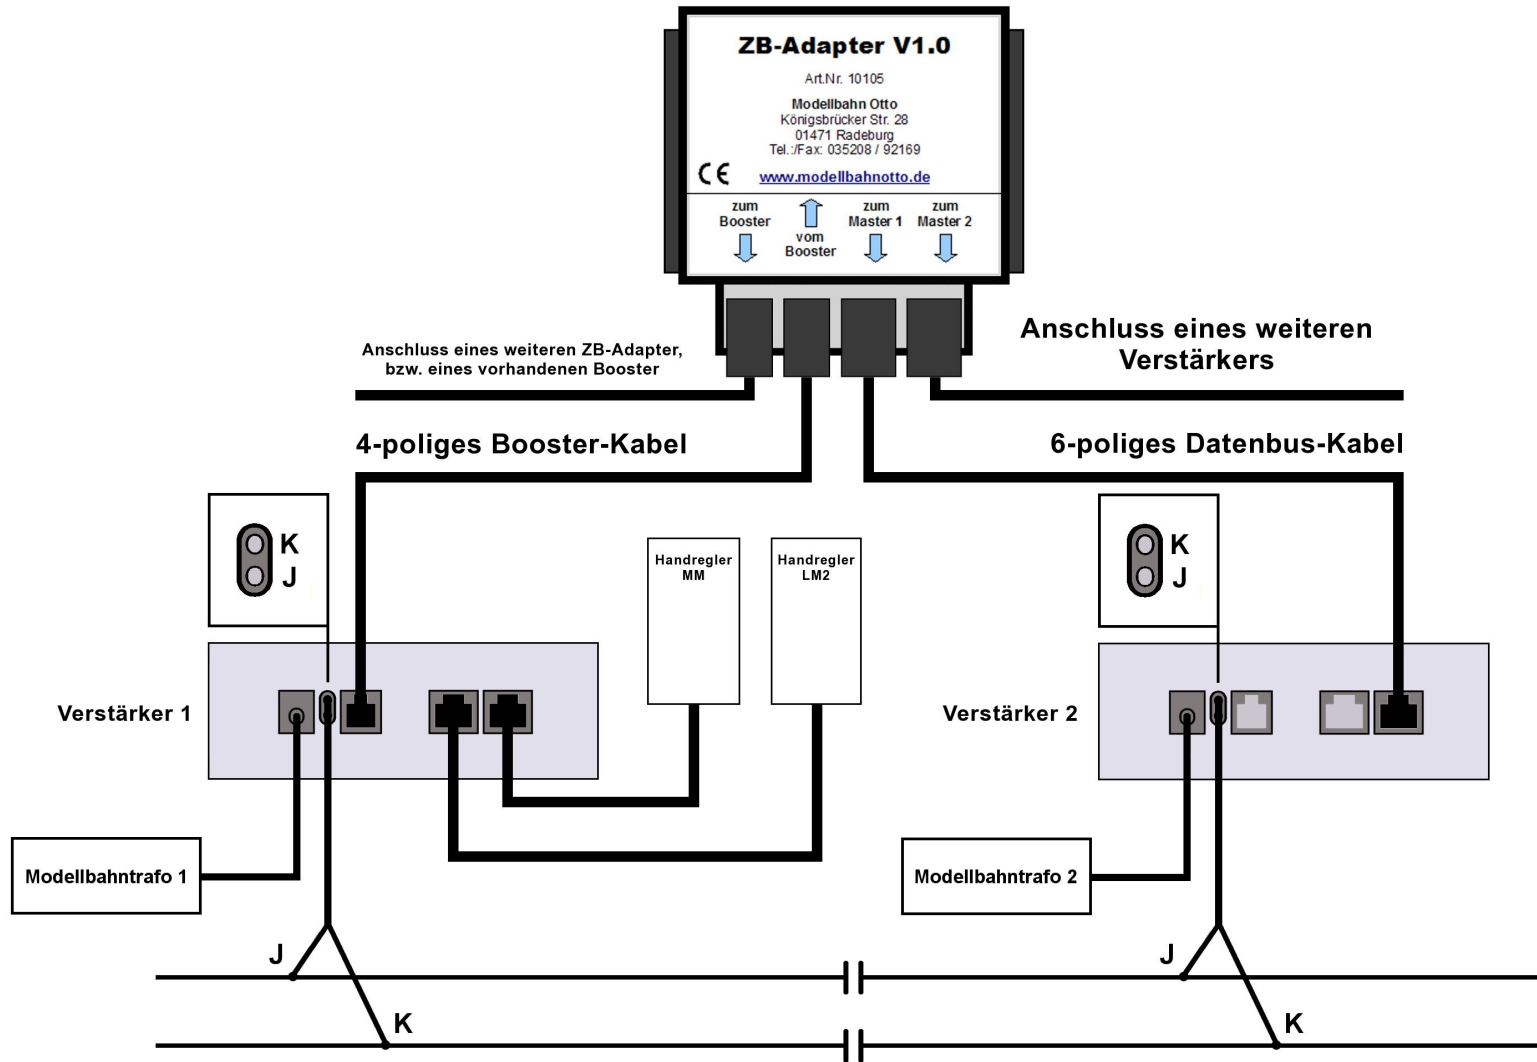 ZB-Adapter V1.0
Art.Nr. 10105
Modellbahn Otto
Königsbrücker Str. 28
01471 Radeburg
Tel.:/Fax: 035208 / 92169
CE
www.modellbahnotto.de
zum
Booster
vom
Booster
zum
Master 1
zum
Master 2
Anschluss eines weiteren ZB-Adapter,
bzw. eines vorhandenen Booster
Anschluss eines weiteren
Verstärkers
4-poliges Booster-Kabel
6-poliges Datenbus-Kabel
K
J
Handregler
MM
Handregler
LM2
K
J
Verstärker 1
Verstärker 2
Modellbahntrafo 1
Modellbahntrafo 2
J
K
J
K